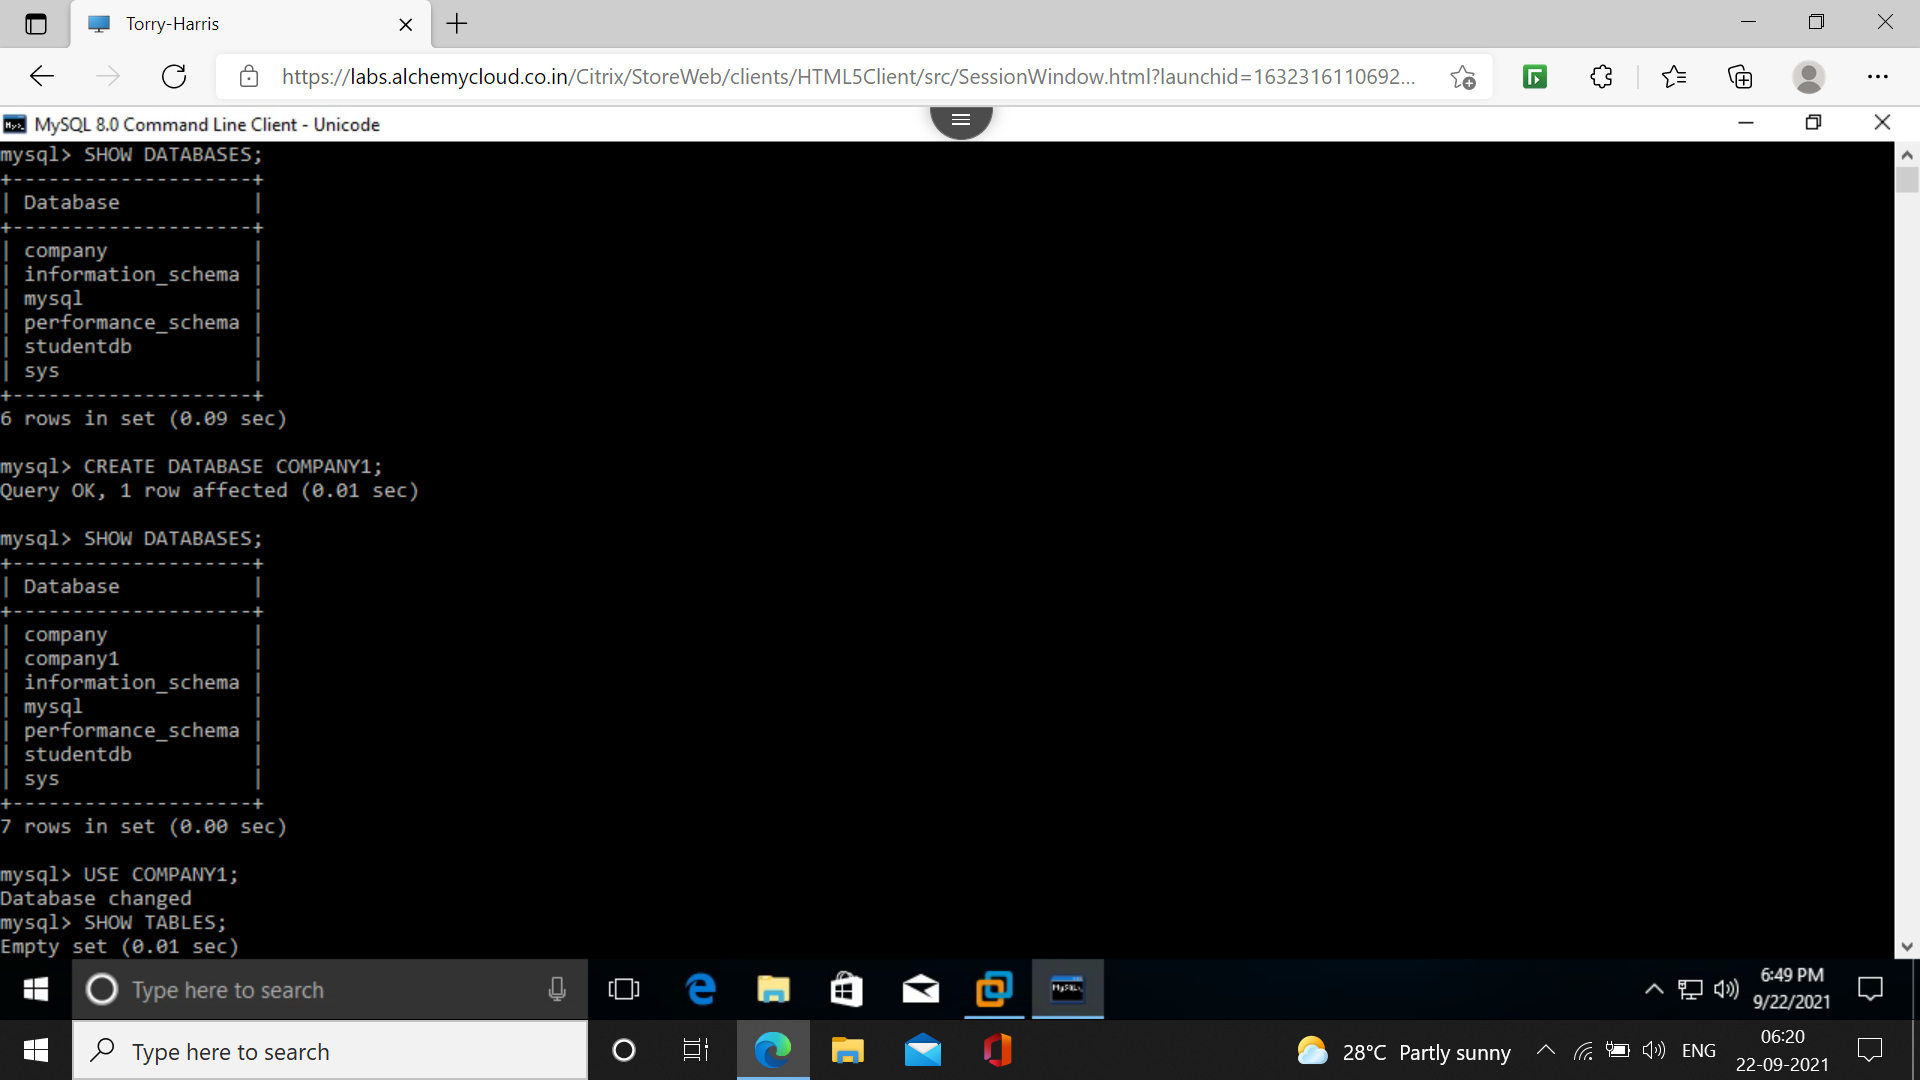 Torry-Harris
https://labs.alchemycloud.co.in/Citrix/StoreWeb/clients/HTML5Client/src/SessionWindow.html?launchid=1632316110692...
MySQL 8.0 Command Line Client - Unicode
mysql> SHOW DATABASES;
+--------------------+
| Database           |
+--------------------+
| company            |
| information_schema |
| mysql              |
| performance_schema |
| studentdb          |
| sys                |
+--------------------+
6 rows in set (0.09 sec)
mysql> CREATE DATABASE COMPANY1;
Query OK, 1 row affected (0.01 sec)
mysql> SHOW DATABASES;
+--------------------+
| Database           |
+--------------------+
| company            |
| company1           |
| information_schema |
| mysql              |
| performance_schema |
| studentdb          |
| sys                |
+--------------------+
7 rows in set (0.00 sec)
mysql> USE COMPANY1;
Database changed
mysql> SHOW TABLES;
Empty set (0.01 sec)
Type here to search
6:49 PM
9/22/2021
Type here to search
28°C Partly sunny
ENG
06:20
22-09-2021